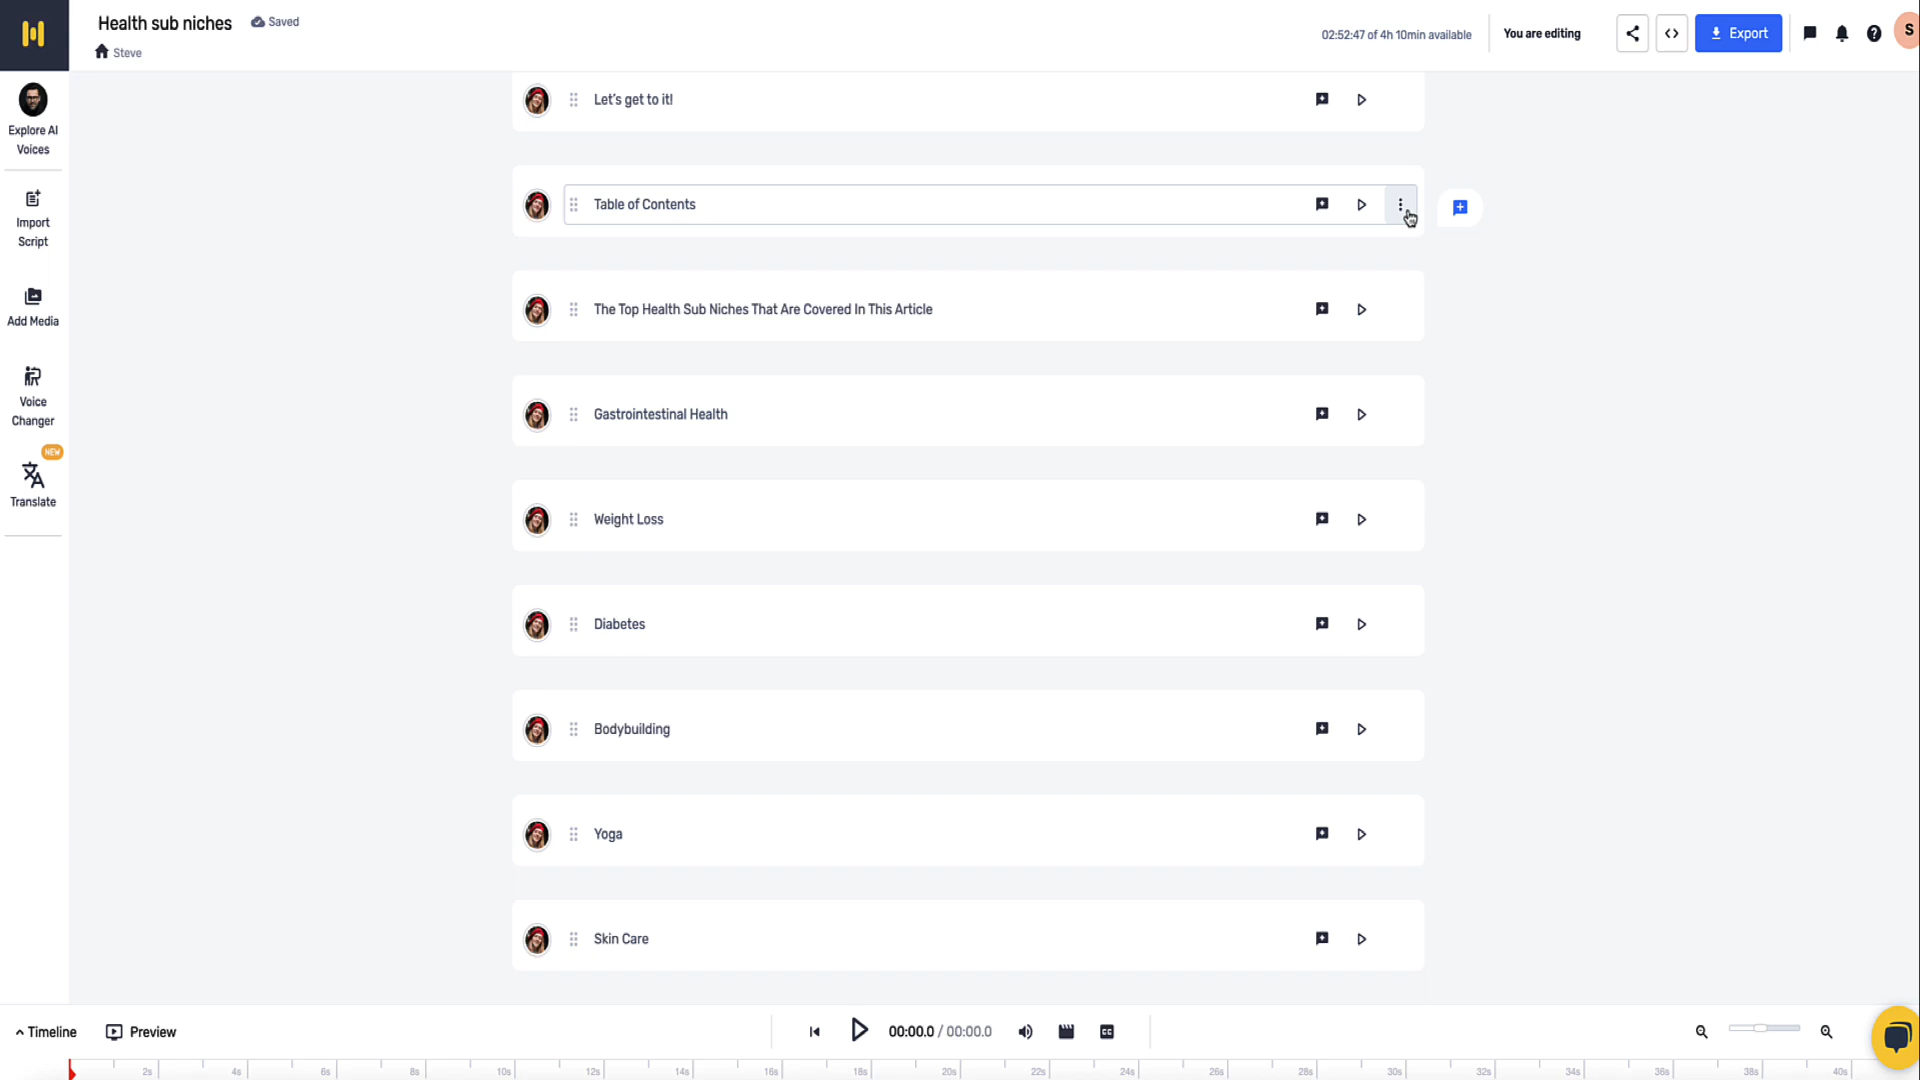 Health sub niches
Saved
Steve
02:52:47 of 4h 10min available
You are editing
Export
S
Explore AI
Voices
Import
Script
Add Media
Voice
Changer
NEW
Translate
Let's get to it!
Table of Contents
The Top Health Sub Niches That Are Covered In This Article
Gastrointestinal Health
Weight Loss
Diabetes
Bodybuilding
Yoga
Skin Care
Timeline
Preview
00:00.0 / 00:00.0
CC
2s 4s 6s 8s 10s 12s 14s 16s 18s 20s 22s 24s 26s 28s 30s 32s 34s 36s 38s 40s